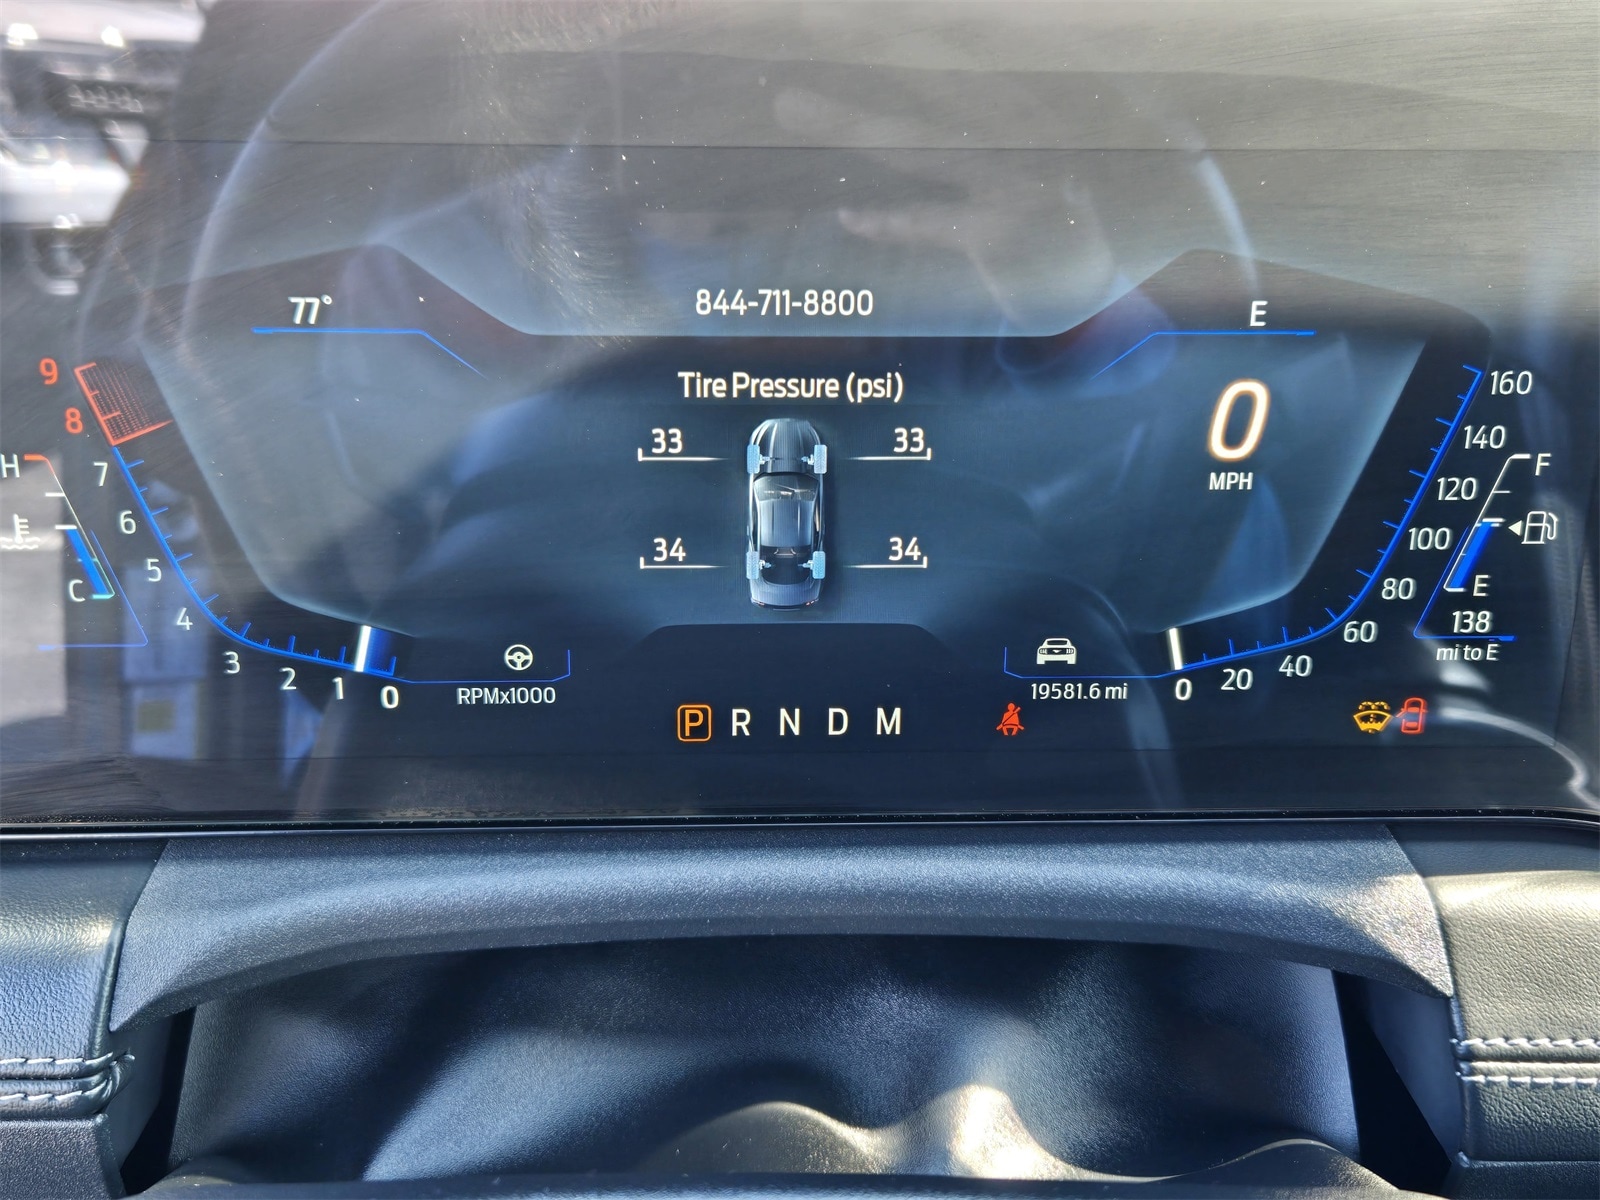 77°
844-711-8800
E
Tire Pressure (psi)
33 33
34 34
0
MPH
9
8
7
6
5
4
3
2
1
0
RPMx1000
H
C
160
140
120
100
80
60
40
20
0
F
E
138
mi to E
19581.6 mi
P R N D M